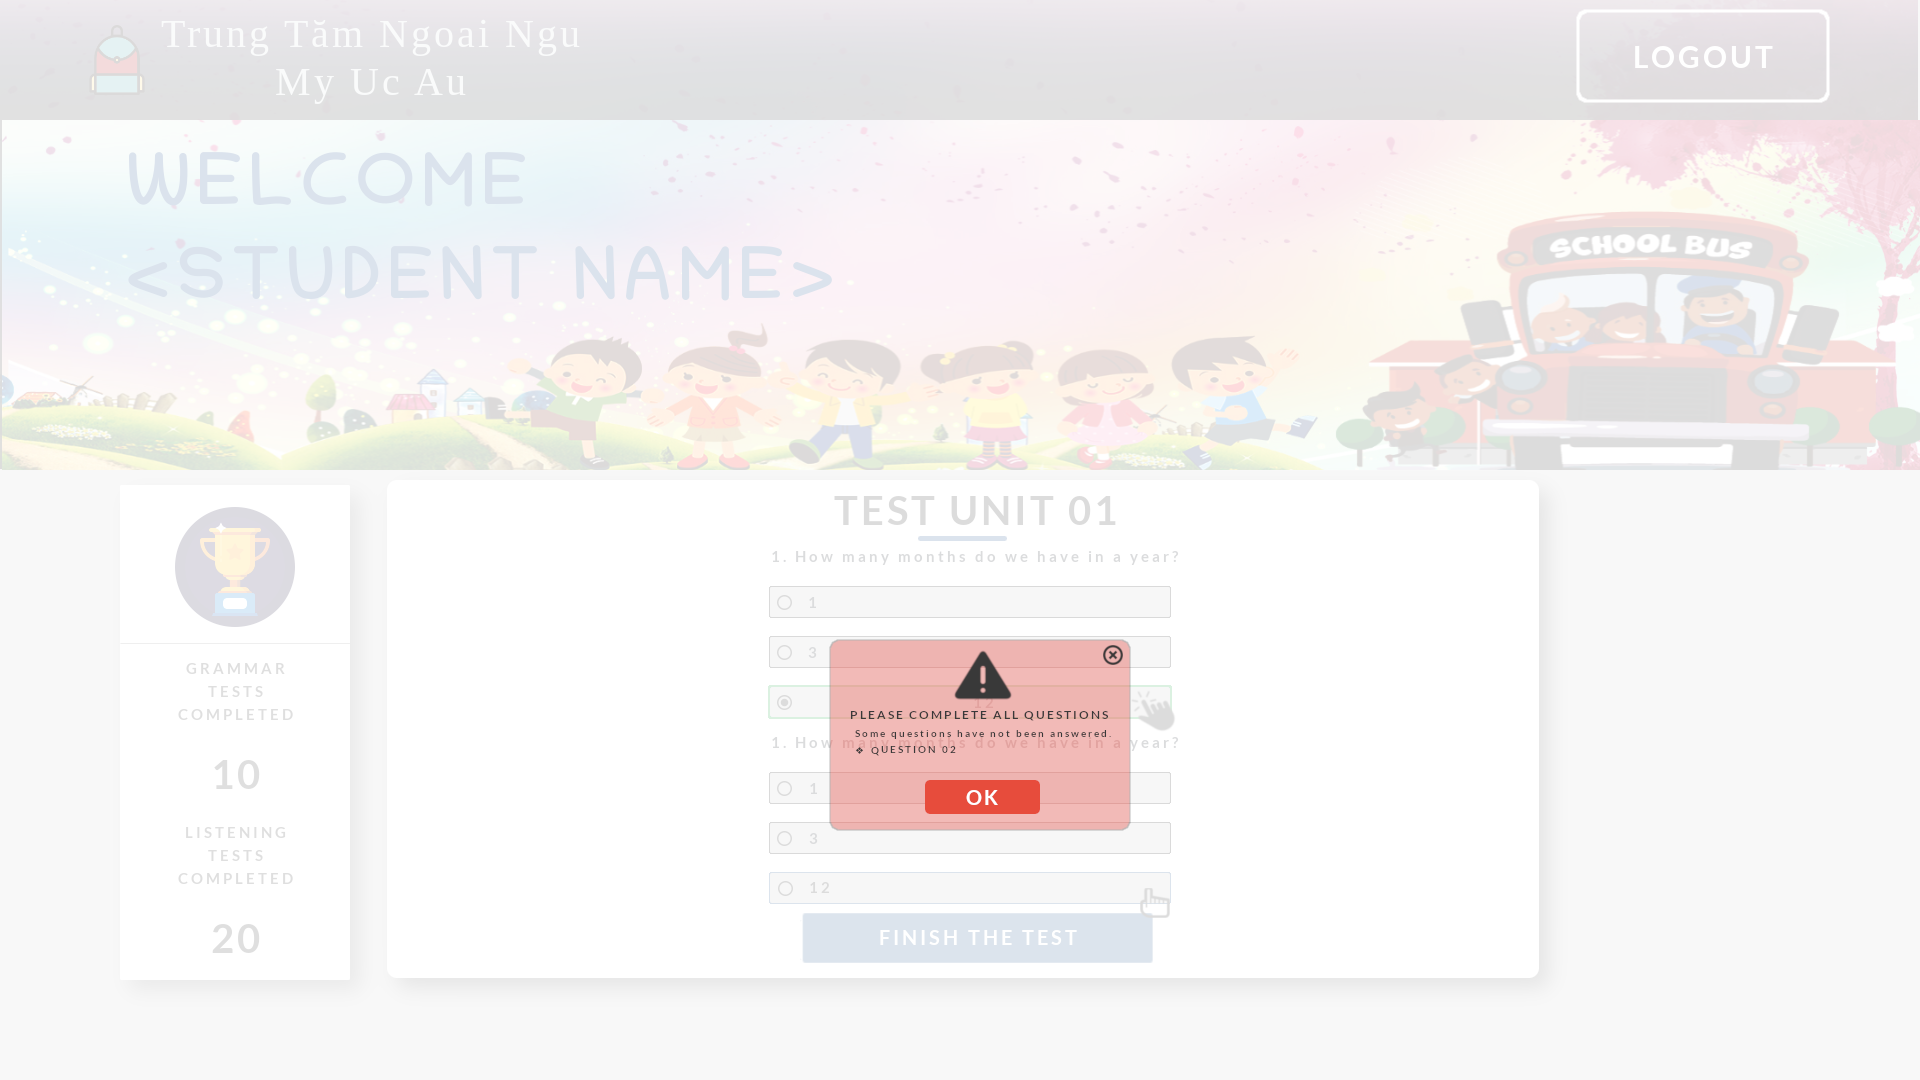 Trung Tăm Ngoai Ngu
My Uc Au
LOGOUT
WELCOME
<STUDENT NAME>
SCHOOL BUS
GRAMMAR
TESTS
COMPLETED
10
LISTENING
TESTS
COMPLETED
20
TEST UNIT 01
1. How many months do we have in a year?
1
3
12
1. How many months do we have in a year?
1
3
12
FINISH THE TEST
PLEASE COMPLETE ALL QUESTIONS
Some questions have not been answered.
❖ QUESTION 02
OK